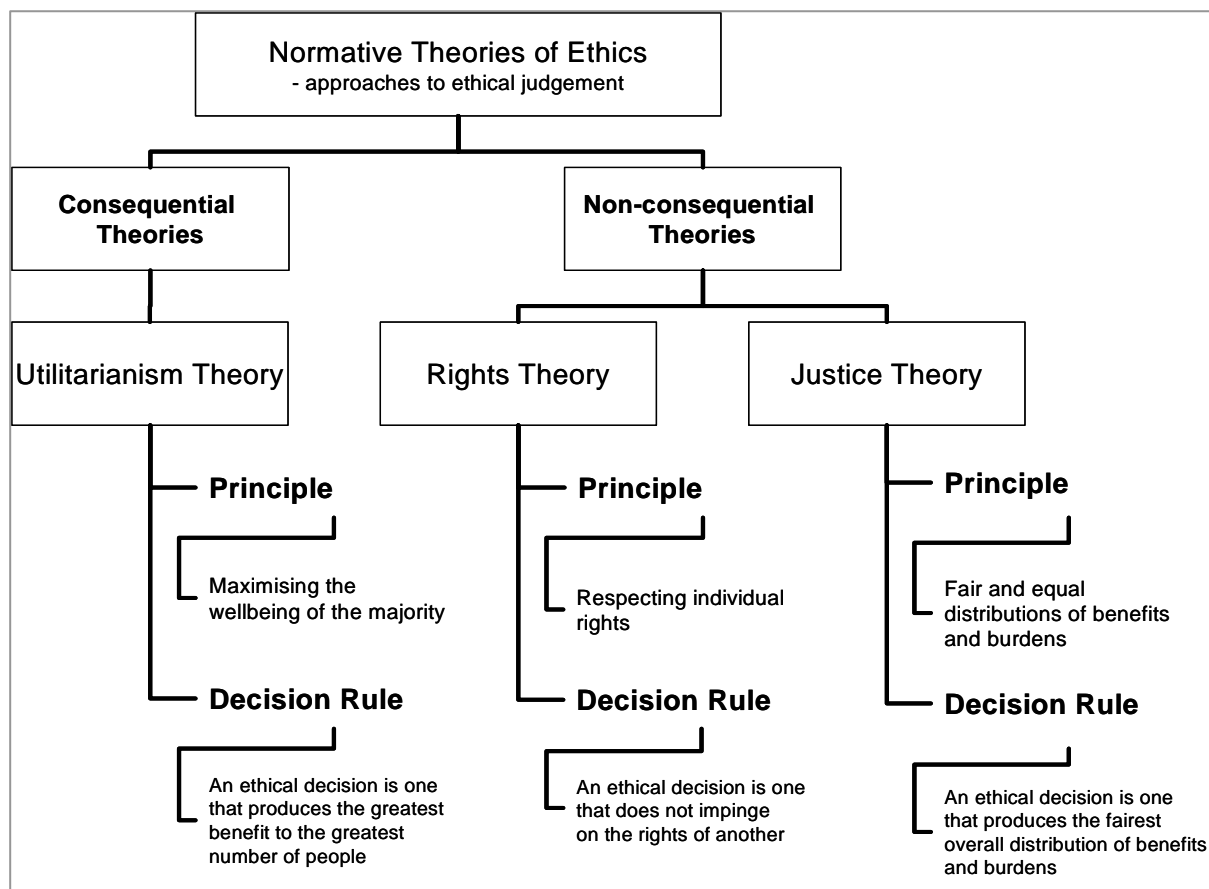 Normative Theories of Ethics
- approaches to ethical judgement
Consequential
Theories
Non-consequential
Theories
Utilitarianism Theory
Rights Theory
Justice Theory
Principle
Maximising the
wellbeing of the majority
Decision Rule
An ethical decision is one
that produces the greatest
benefit to the greatest
number of people
Principle
Respecting individual
rights
Decision Rule
An ethical decision is one
that does not impinge
on the rights of another
Principle
Fair and equal
distributions of benefits
and burdens
Decision Rule
An ethical decision is one
that produces the fairest
overall distribution of benefits
and burdens